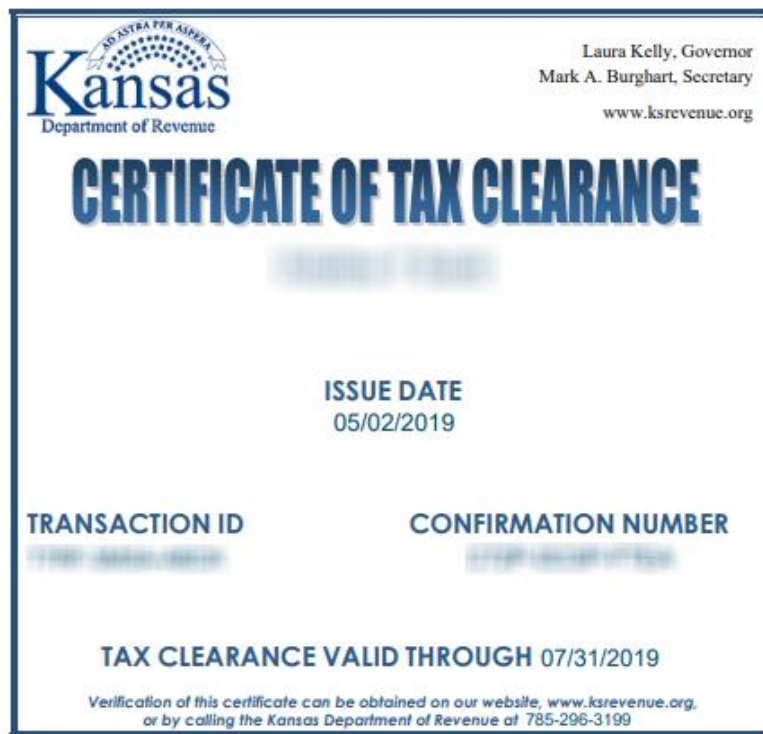 AD ASTRA PER ASPERA
Kansas
Department of Revenue
Laura Kelly, Governor
Mark A. Burghart, Secretary
www.ksrevenue.org
CERTIFICATE OF TAX CLEARANCE
ISSUE DATE
05/02/2019
TRANSACTION ID
CONFIRMATION NUMBER
TAX CLEARANCE VALID THROUGH 07/31/2019
Verification of this certificate can be obtained on our website, www.ksrevenue.org,
or by calling the Kansas Department of Revenue at 785-296-3199